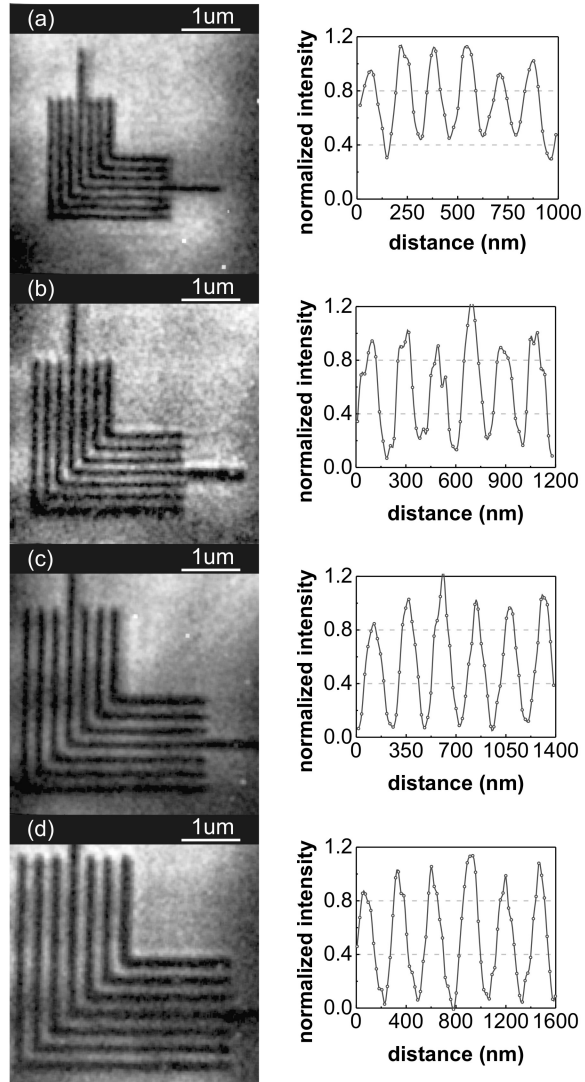 (a)
1um
1.2
0.8
0.4
0.0
normalized intensity
0 250 500 750 1000
distance (nm)
(b)
1um
1.2
0.8
0.4
0.0
normalized intensity
0 300 600 900 1200
distance (nm)
(c)
1um
1.2
0.8
0.4
0.0
normalized intensity
0 350 700 1050 1400
distance (nm)
(d)
1um
1.2
0.8
0.4
0.0
normalized intensity
0 400 800 1200 1600
distance (nm)